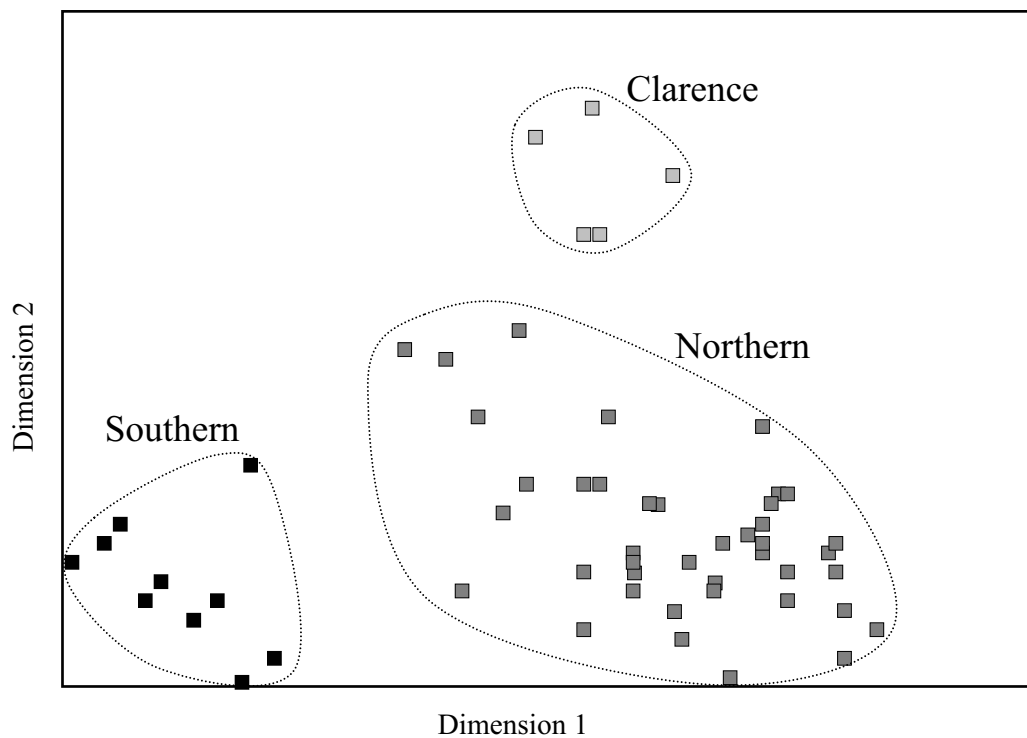 Clarence
Northern
Southern
Dimension 2
Dimension 1